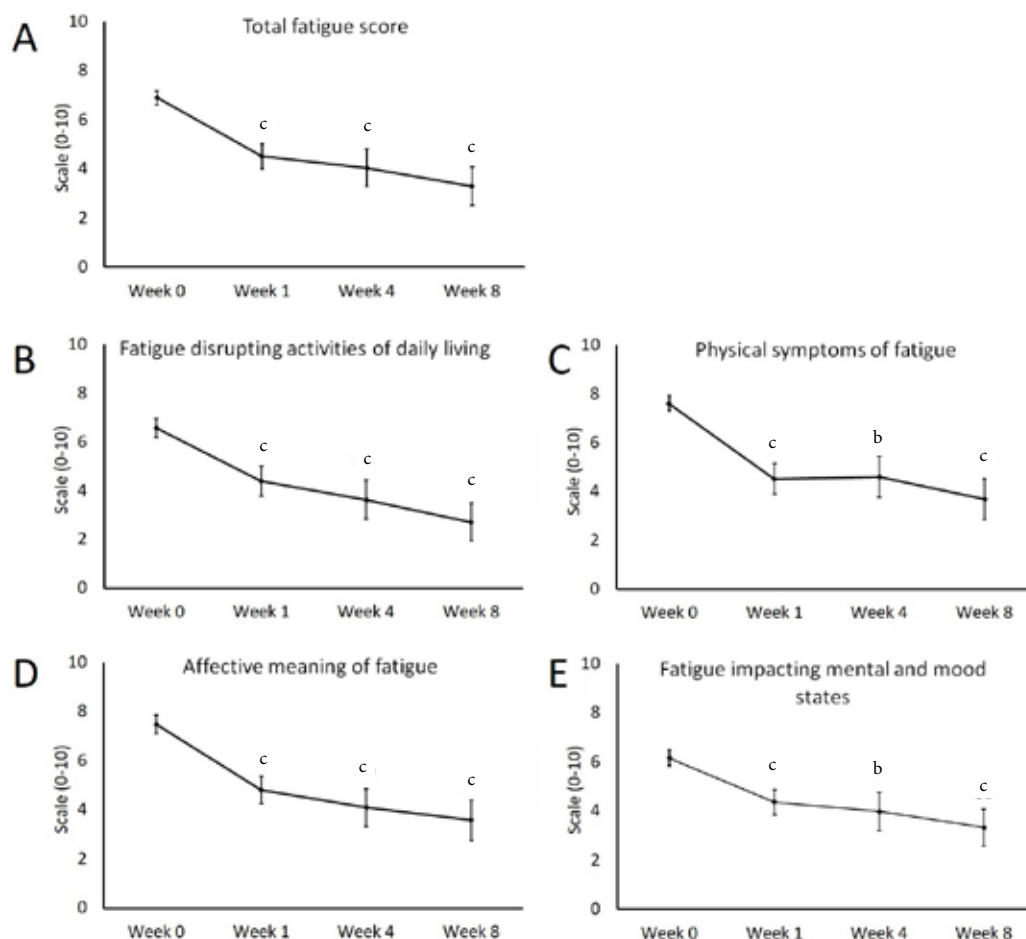 A
Total fatigue score
Scale (0-10)
10
8
6
4
2
0
c
c
c
Week 0 Week 1 Week 4 Week 8
B
Fatigue disrupting activities of daily living
Scale (0-10)
10
8
6
4
2
0
c
c
c
Week 0 Week 1 Week 4 Week 8
C
Physical symptoms of fatigue
Scale (0-10)
10
8
6
4
2
0
c
b
c
Week 0 Week 1 Week 4 Week 8
D
Affective meaning of fatigue
Scale (0-10)
10
8
6
4
2
0
c
c
c
Week 0 Week 1 Week 4 Week 8
E
Fatigue impacting mental and mood
states
Scale (0-10)
10
8
6
4
2
0
c
b
c
Week 0 Week 1 Week 4 Week 8